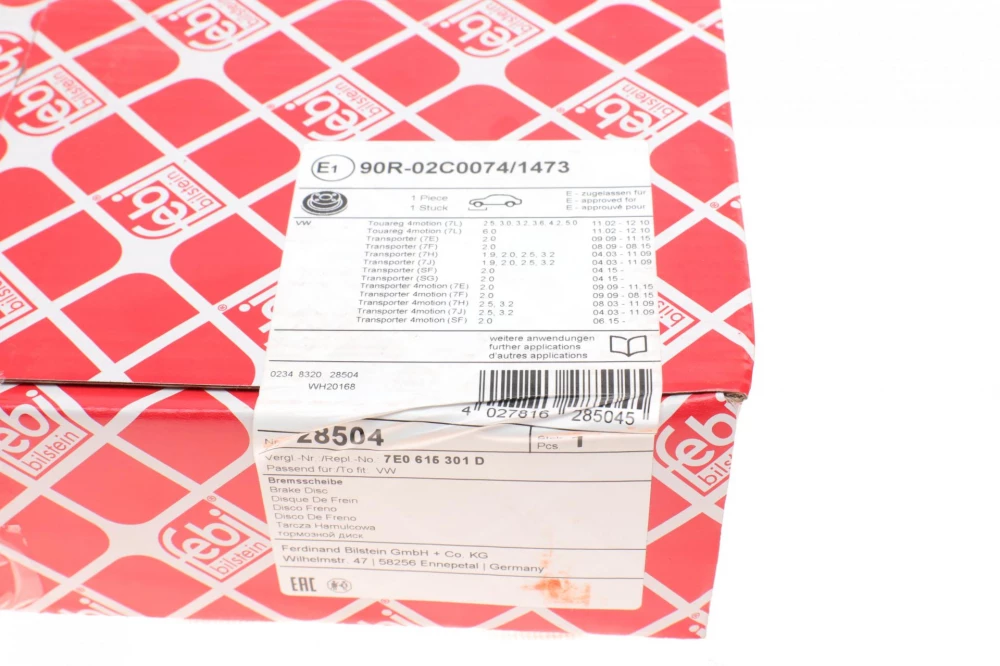 febi bilstein
E1 90R-02C0074/1473
1 Piece
1 Stück
E - zugelassen für
E - approved for
E - approuvé pour
VW Touareg 4motion (7L) 2.5, 3.0, 3.2, 3.6, 4.2, 5.0 11.02 - 12.10
Touareg 4motion (7L) 6.0 11.02 - 12.10
Transporter (7E) 2.0 09.09 - 11.15
Transporter (7F) 2.0 08.09 - 08.15
Transporter (7H) 1.9, 2.0, 2.5, 3.2 04.03 - 11.09
Transporter (7J) 1.9, 2.0, 2.5, 3.2 04.03 - 11.09
Transporter (SF) 2.0 04.15 -
Transporter (SG) 2.0 04.15 -
Transporter 4motion (7E) 2.0 09.09 - 11.15
Transporter 4motion (7F) 2.0 09.09 - 08.15
Transporter 4motion (7H) 2.5, 3.2 08.03 - 11.09
Transporter 4motion (7J) 2.5, 3.2 04.03 - 11.09
Transporter 4motion (SF) 2.0 06.15 -
weitere anwendungen
further applications
d'autres applications
0234 8320 28504
WH20168
4 027816 285045
28504
Pcs. 1
Vergl.-Nr. /Repl.-No. 7E0 615 301 D
Passend für /To fit VW
Bremsscheibe
Brake Disc
Disque De Frein
Disco Freno
Disco De Freno
Tarcza Hamulcowa
тормозной диск
Ferdinand Bilstein GmbH + Co. KG
Wilhelmstr. 47 | 58256 Ennepetal | Germany
EAC